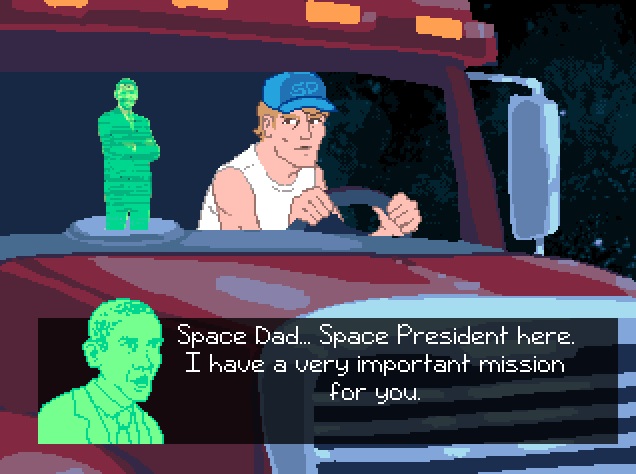 SD
Space Dad... Space President here.
I have a very important mission
for you.